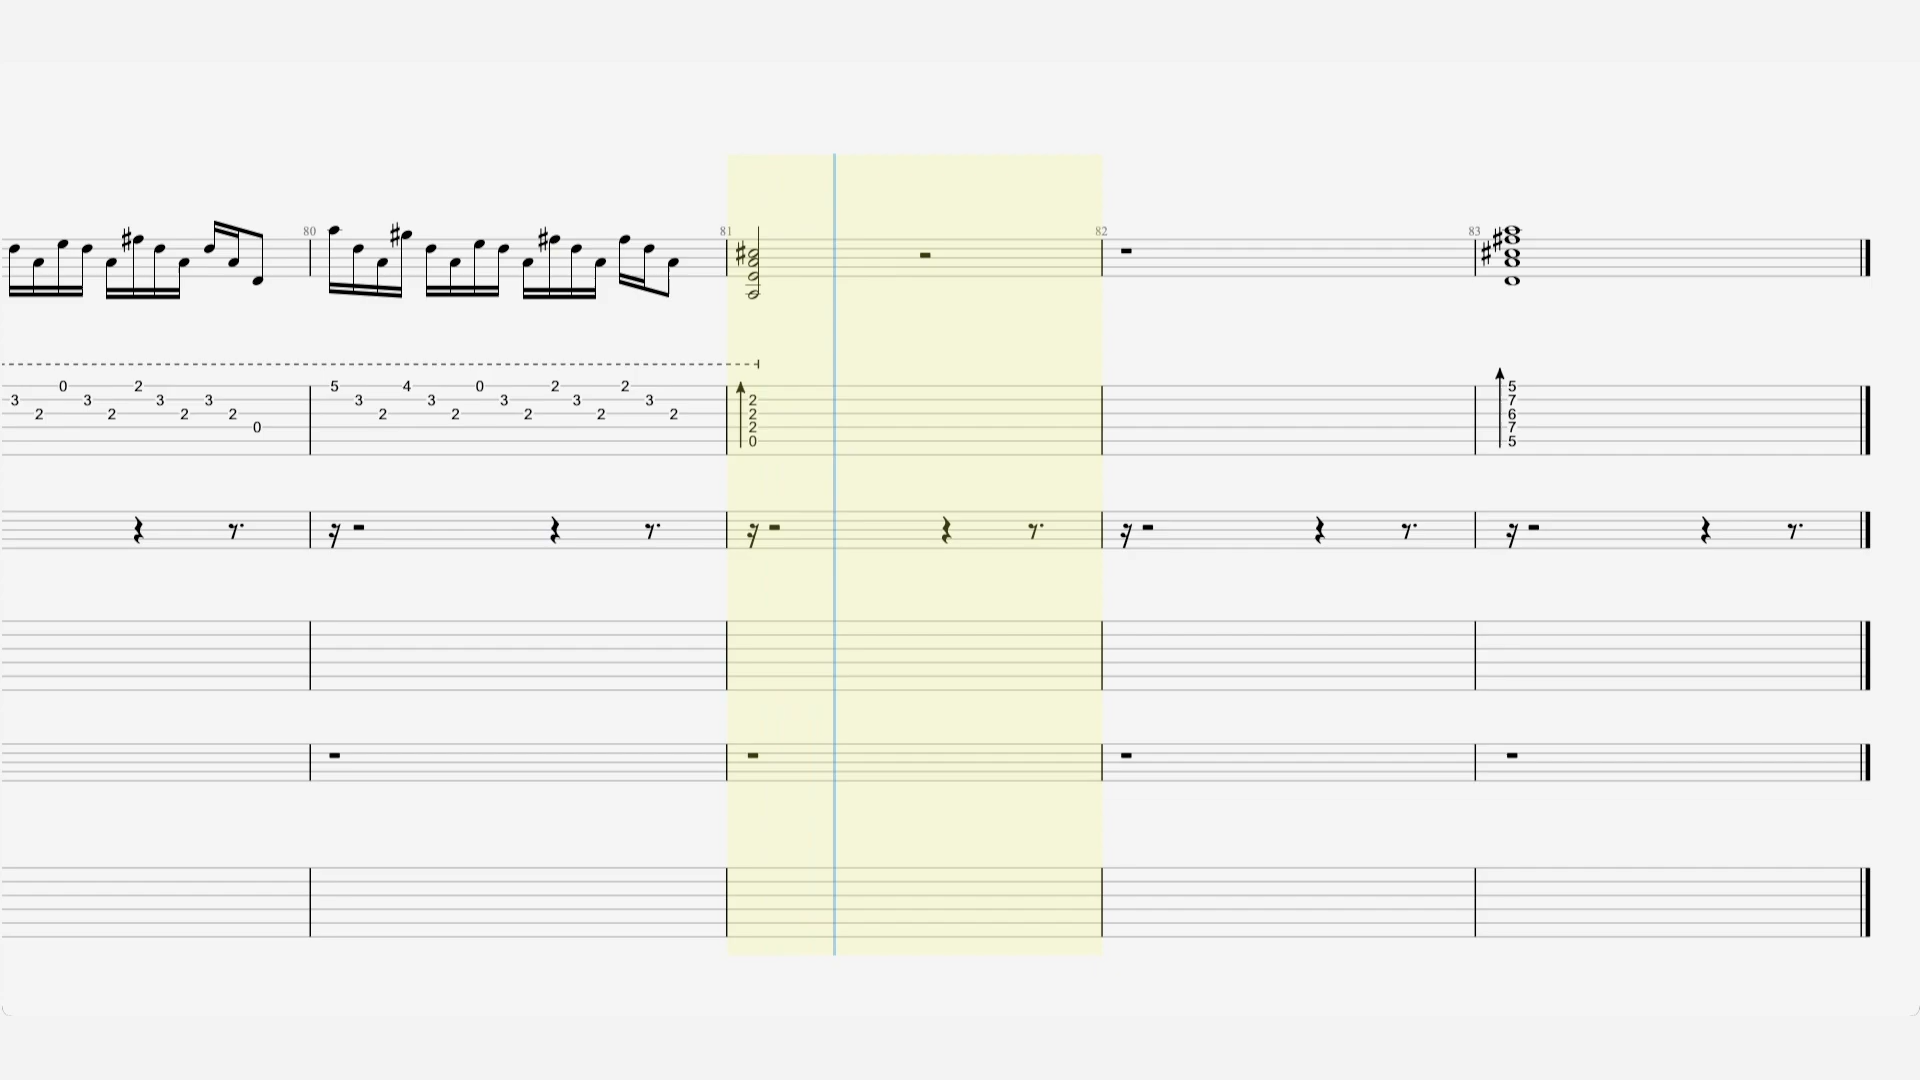 80 81 82 83
0 2 5 4 0 2 2 5
3 3 3 3 3 3 3 3 3 2 7
2 2 2 2 2 2 2 2 2 2 6
0 2 7
0 5